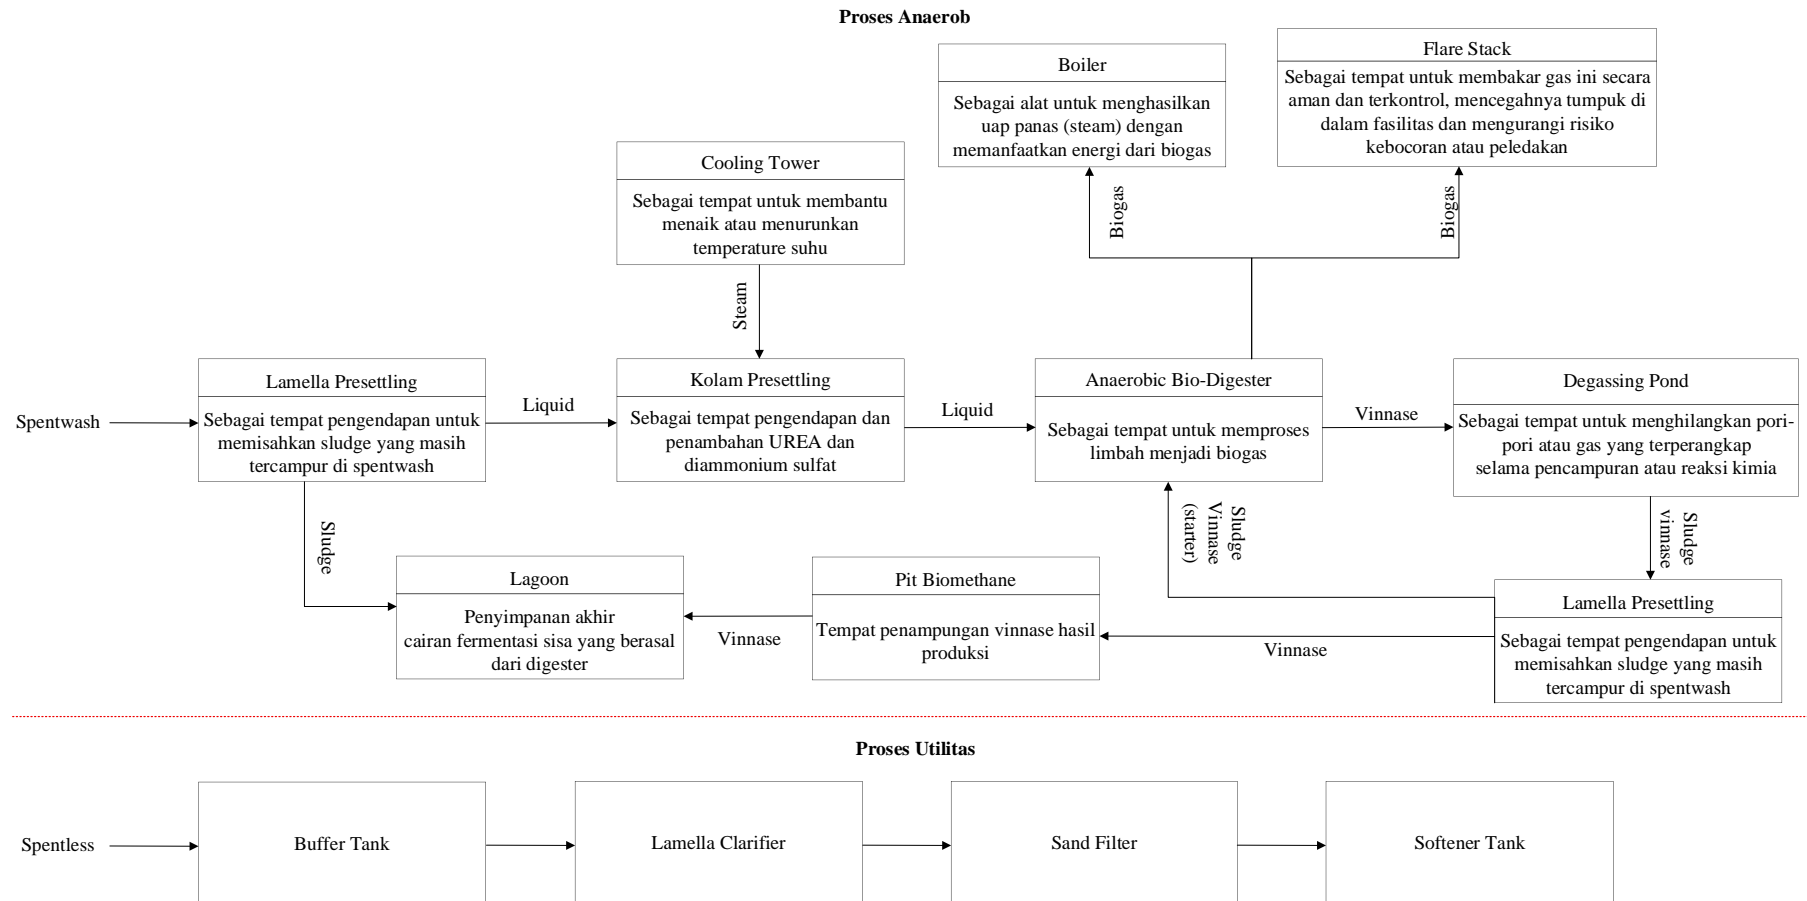 Proses Anaerob
Boiler
Sebagai alat untuk menghasilkan
uap panas (steam) dengan
memanfaatkan energi dari biogas
Flare Stack
Sebagai tempat untuk membakar gas ini secara
aman dan terkontrol, mencegahnya tumpuk di
dalam fasilitas dan mengurangi risiko
kebocoran atau peledakan
Cooling Tower
Sebagai tempat untuk membantu
menaik atau menurunkan
temperature suhu
Biogas
Biogas
Steam
Spentwash
Lamella Presettling
Sebagai tempat pengendapan untuk
memisahkan sludge yang masih
tercampur di spentwash
Liquid
Kolam Presettling
Sebagai tempat pengendapan dan
penambahan UREA dan
diammonium sulfat
Liquid
Anaerobic Bio-Digester
Sebagai tempat untuk memproses
limbah menjadi biogas
Vinnase
Degassing Pond
Sebagai tempat untuk menghilangkan pori-
pori atau gas yang terperangkap
selama pencampuran atau reaksi kimia
Sludge
Sludge
Vinnase
(starter)
Sludge
vinnase
Lagoon
Penyimpanan akhir
cairan fermentasi sisa yang berasal
dari digester
Vinnase
Pit Biomethane
Tempat penampungan vinnase hasil
produksi
Vinnase
Lamella Presettling
Sebagai tempat pengendapan untuk
memisahkan sludge yang masih
tercampur di spentwash
Proses Utilitas
Spentless
Buffer Tank
Lamella Clarifier
Sand Filter
Softener Tank